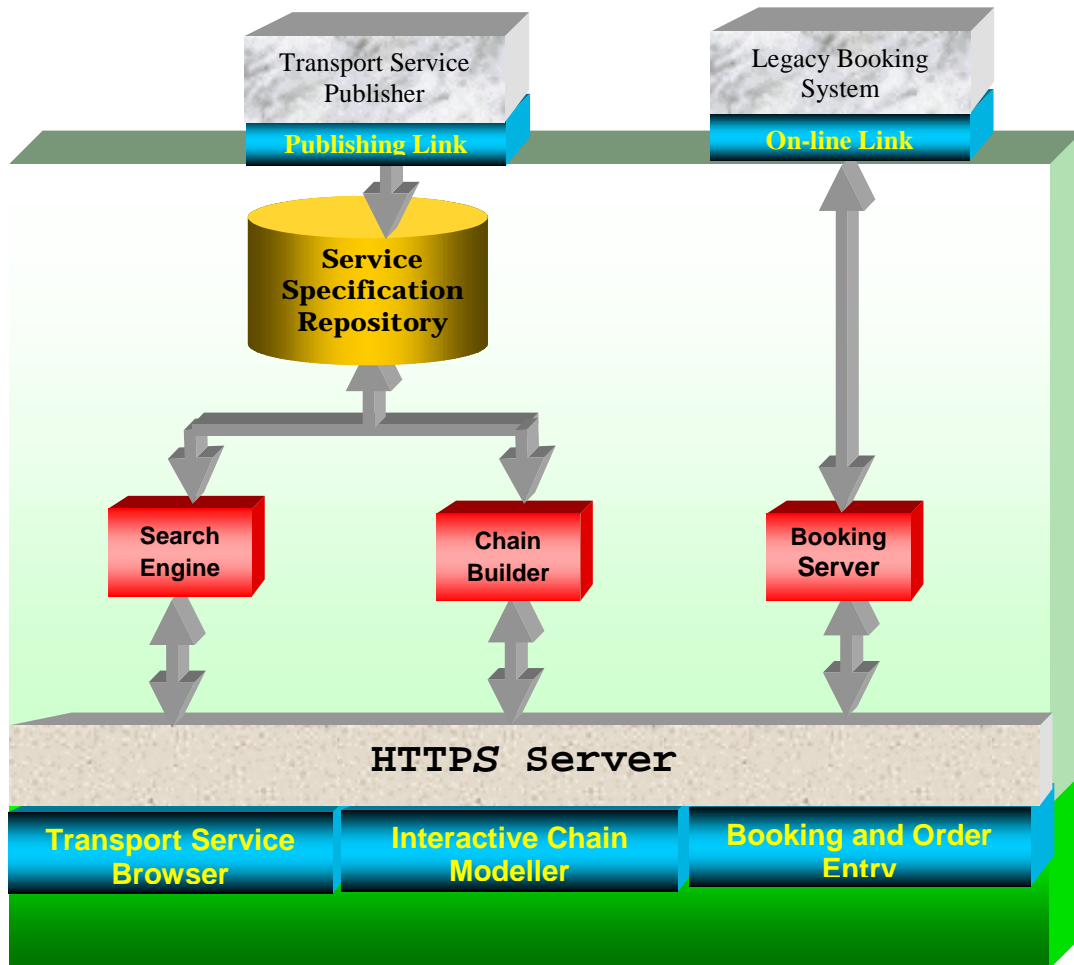 Transport Service
Publisher
Publishing Link
Legacy Booking
System
On-line Link
Service
Specification
Repository
Search
Engine
Chain
Builder
Booking
Server
HTTPS Server
Transport Service
Browser
Interactive Chain
Modeller
Booking and Order
Entry